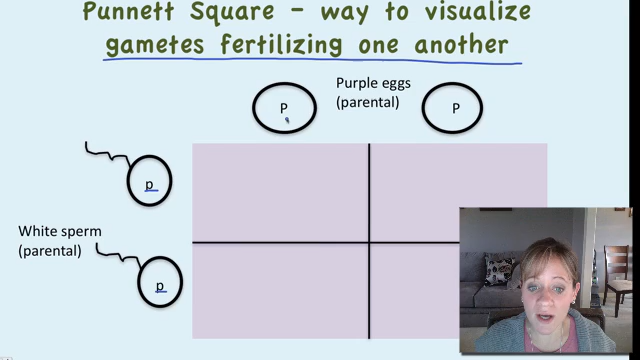 Punnett Square - way to visualize
gametes fertilizing one another
Purple eggs
(parental)
P
P
p
White sperm
(parental)
p